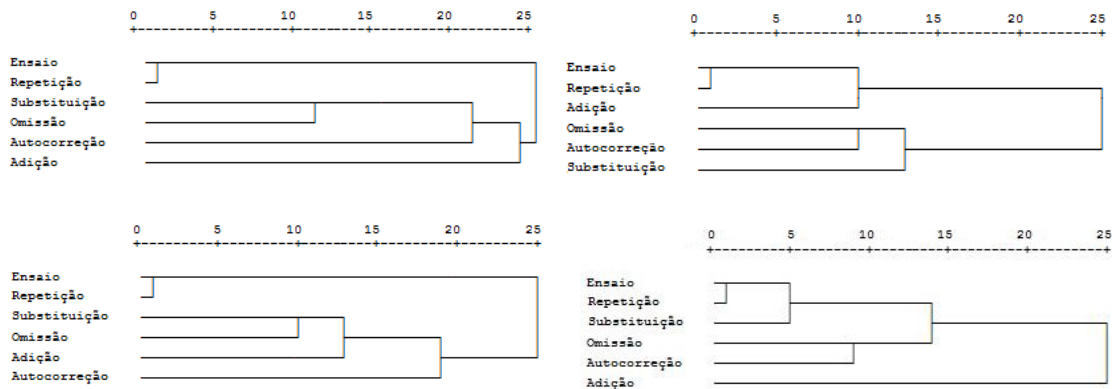 0 5 10 15 20 25
+---------+---------+---------+---------+---------+
Ensaio
Repetição
Substituição
Omissão
Autocorreção
Adição
0 5 10 15 20 25
+---------+---------+---------+---------+---------+
Ensaio
Repetição
Adição
Omissão
Autocorreção
Substituição
0 5 10 15 20 25
+---------+---------+---------+---------+---------+
Ensaio
Repetição
Substituição
Omissão
Adição
Autocorreção
0 5 10 15 20 25
+---------+---------+---------+---------+---------+
Ensaio
Repetição
Substituição
Omissão
Autocorreção
Adição